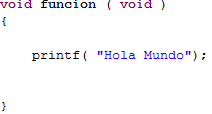 void funcion ( void )
{
printf( "Hola Mundo");
}